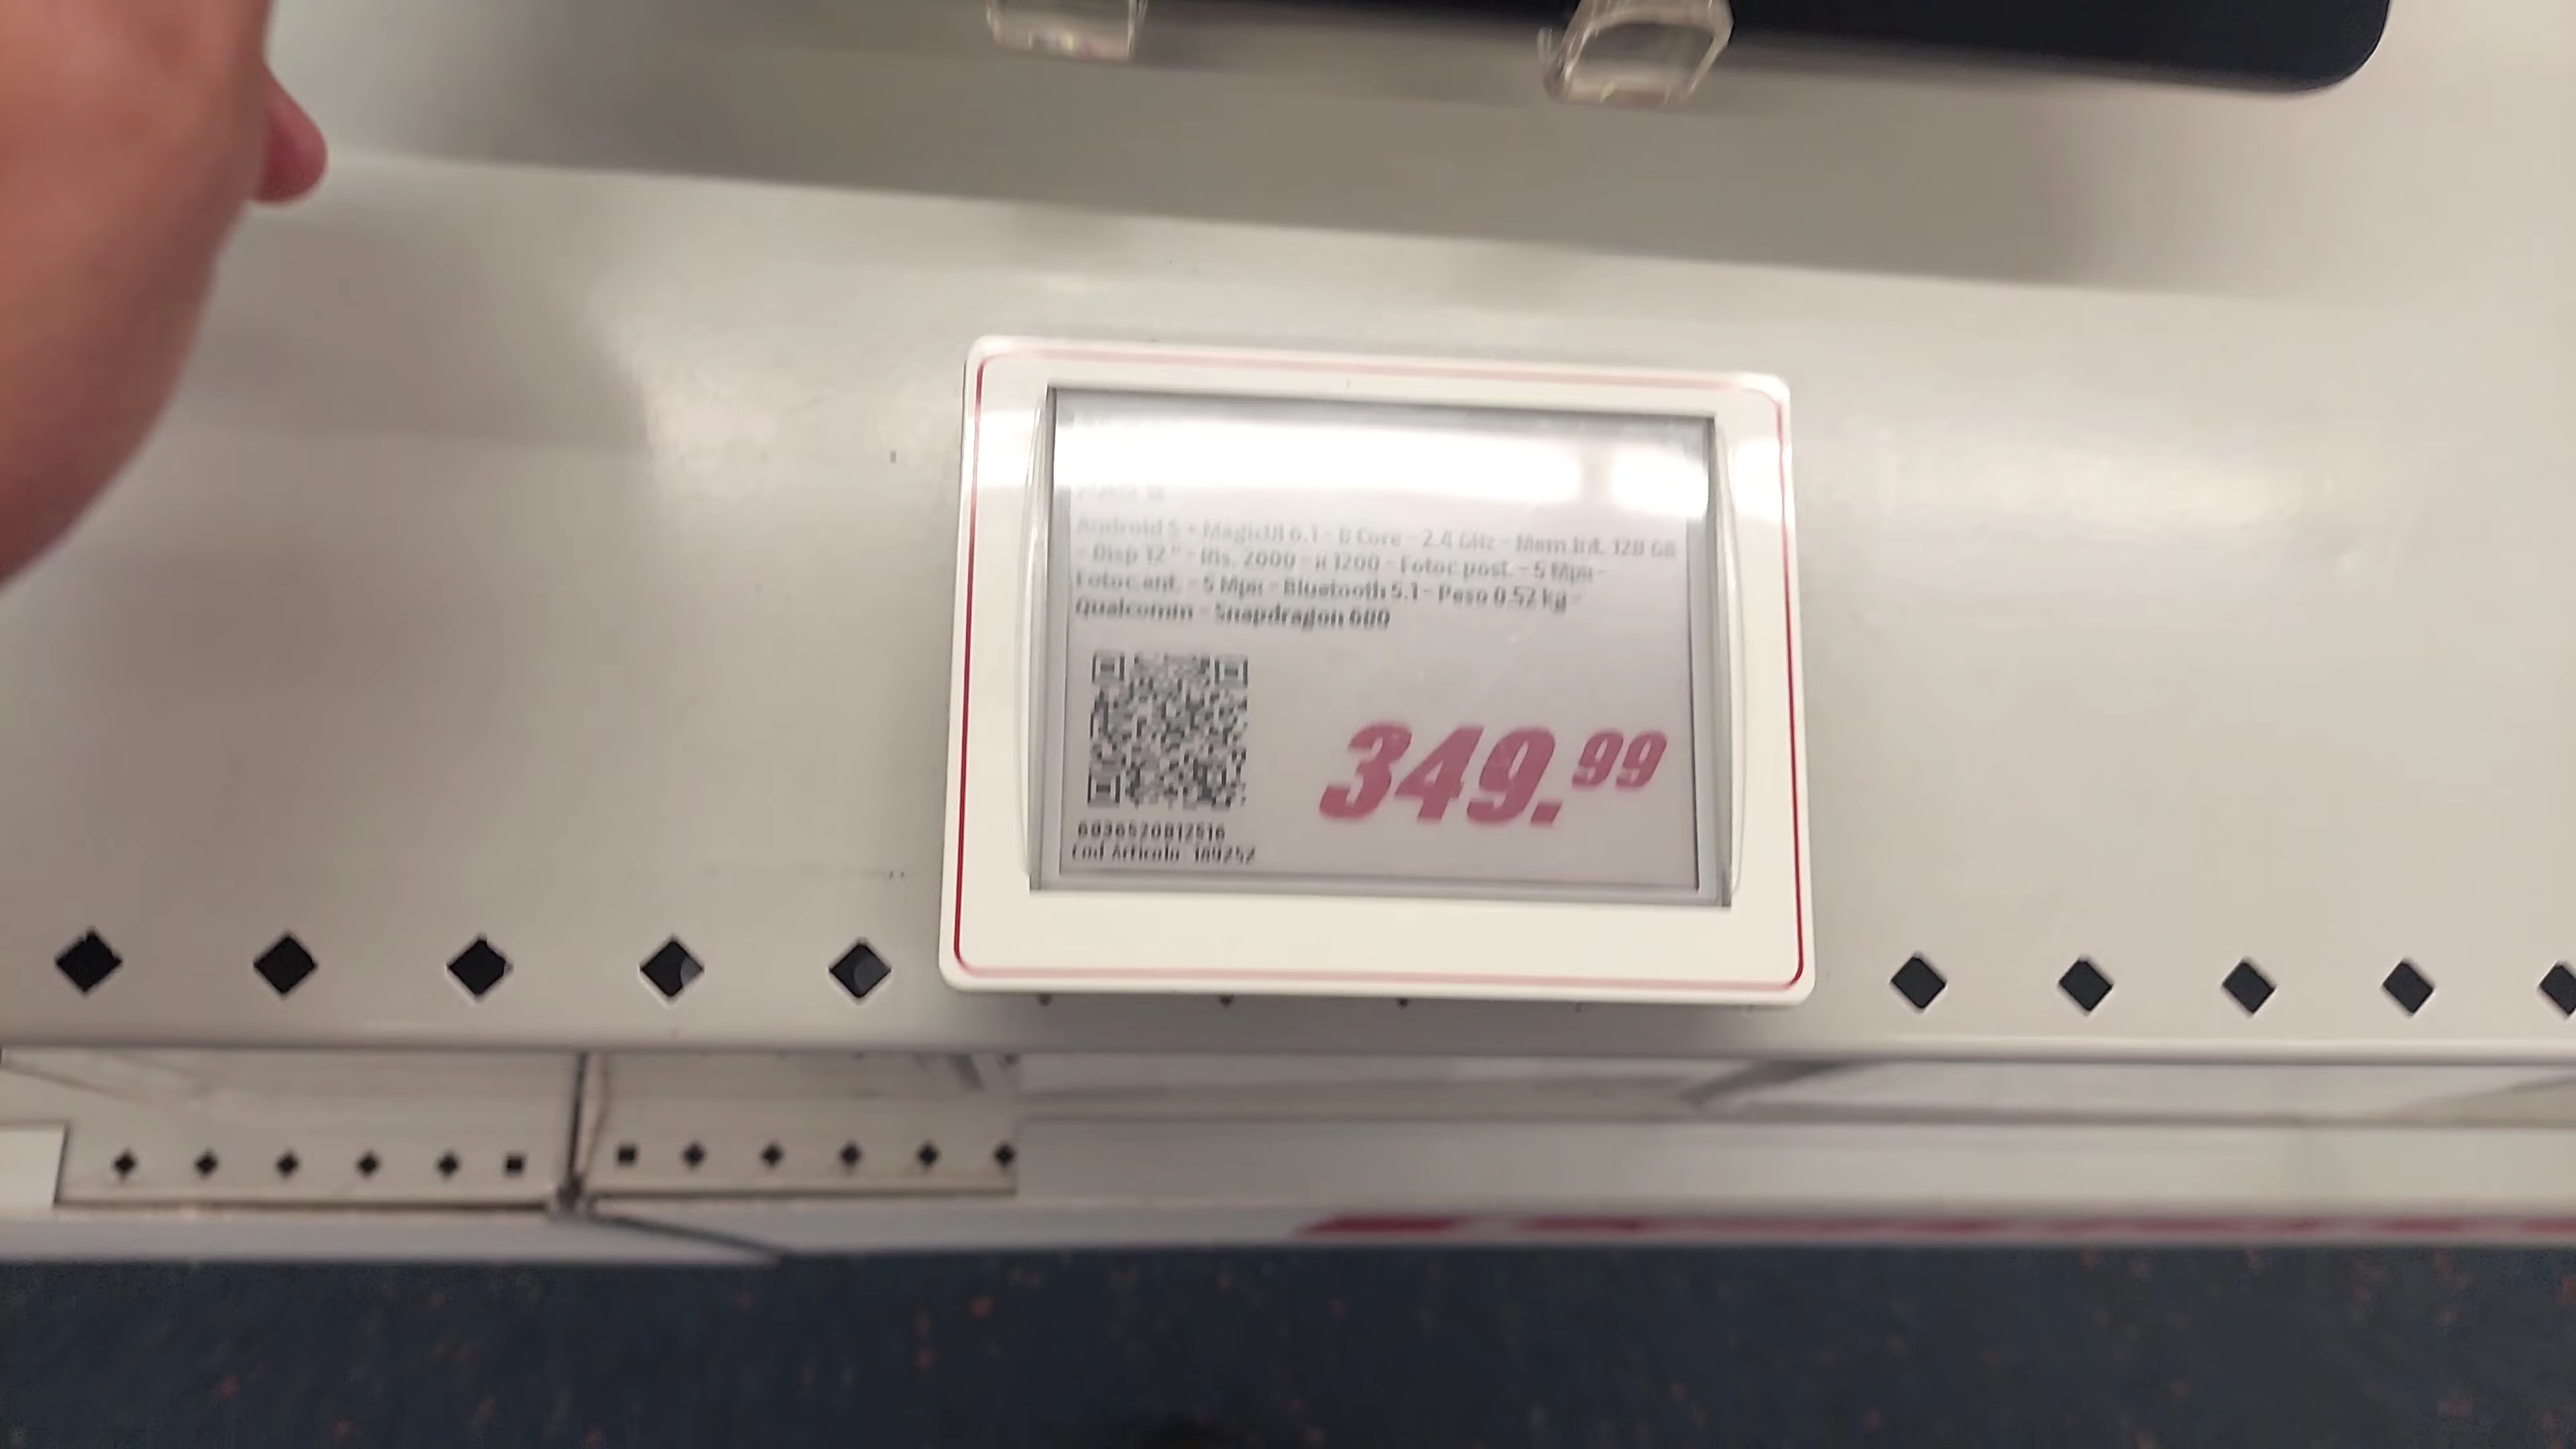 Android 5 - MagicUI 6.1 - 8 Core - 2.4 GHz - Mem.Int. 128 GB
- Disp 12 " - Ris. 2000 - x 1200 - Fotoc.post. - 5 Mpx -
Fotoc.ant. - 5 Mpx - Bluetooth 5.1 - Peso 0.52 kg -
Qualcomm - Snapdragon 680
349.99
6936520812516
Cod Articolo